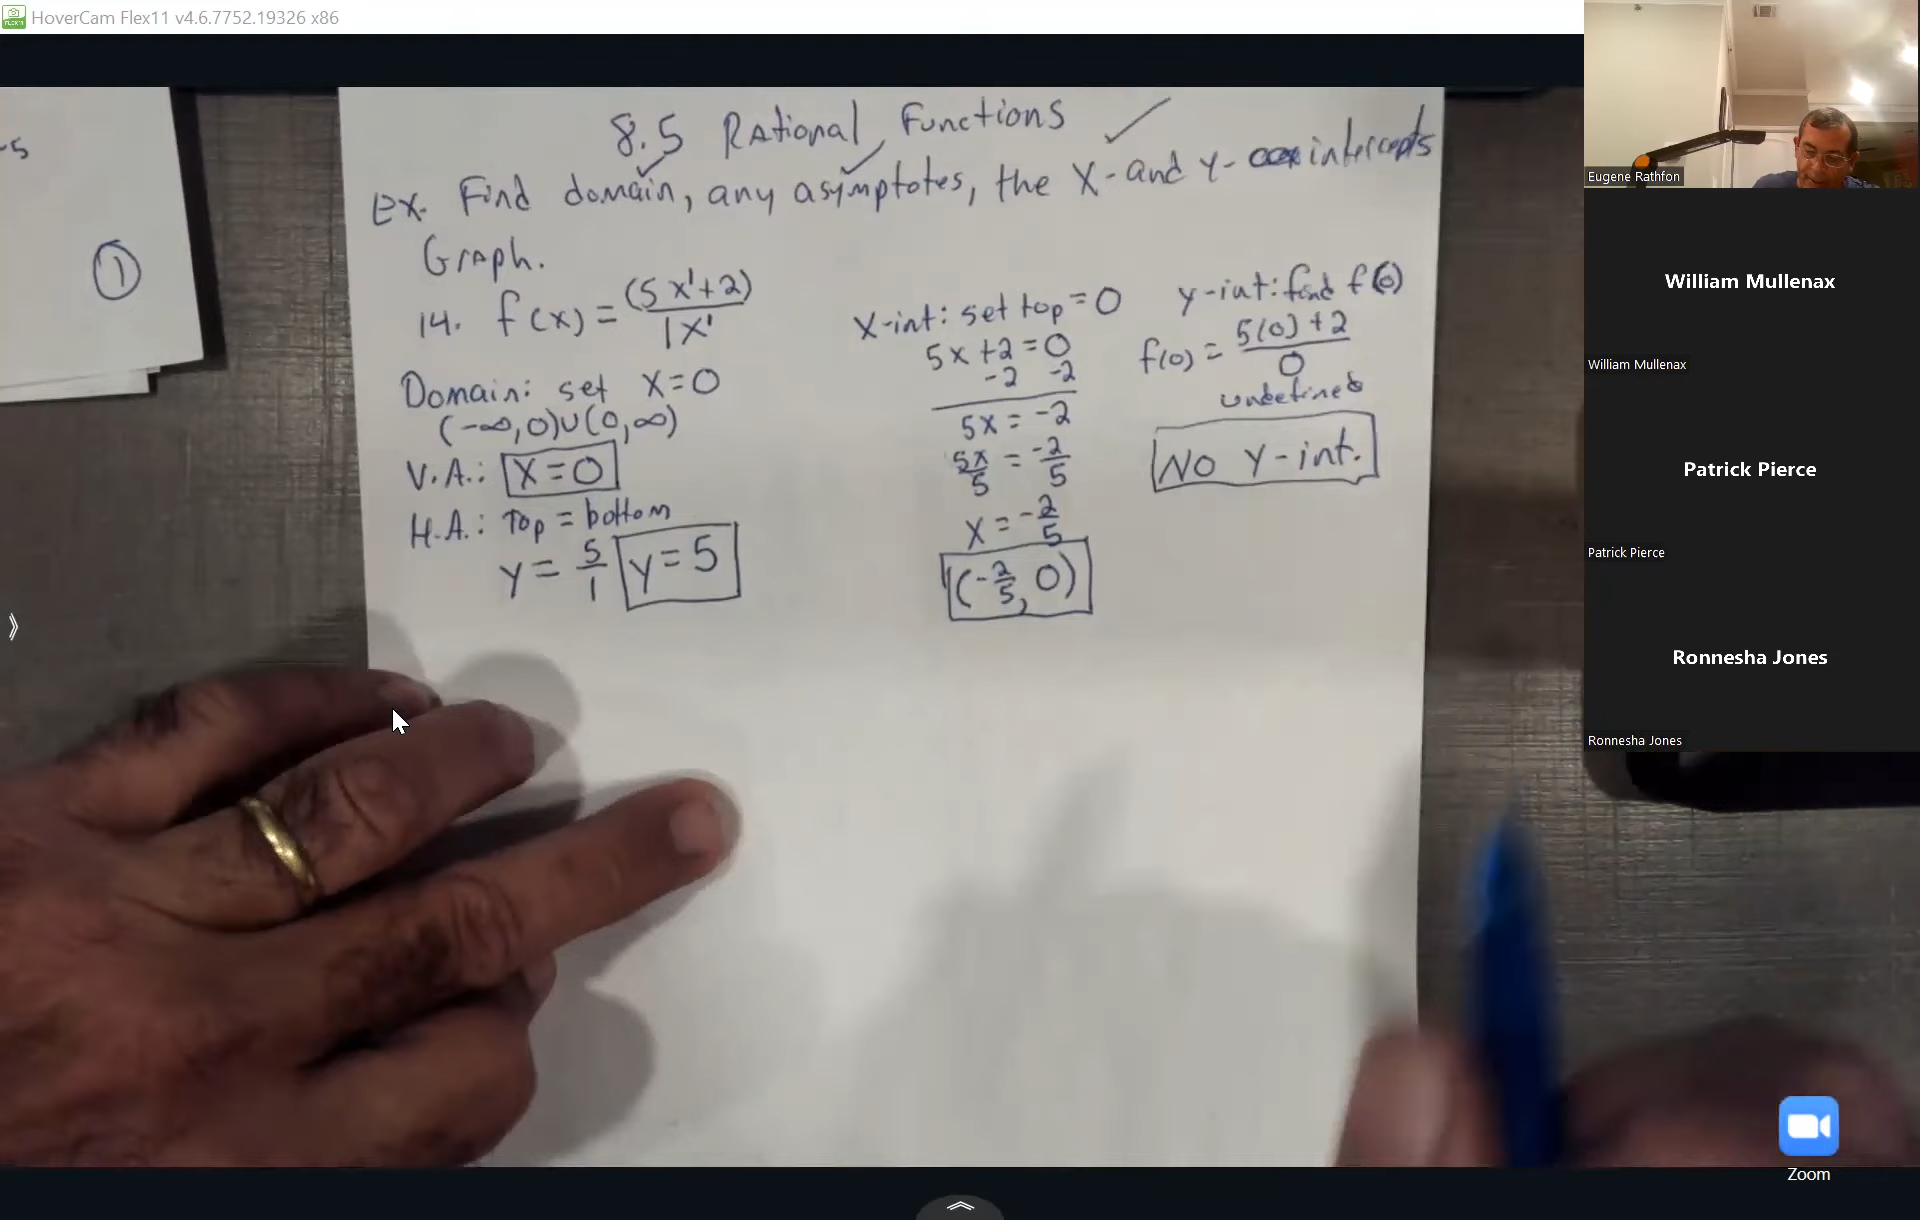 HoverCam Flex11 v4.6.7752.19326 x86
8.5 Rational Functions
Ex. Find domain, any asymptotes, the x- and y- intercepts
Graph.
14. f(x) = (5x¹+2)/1x¹
Domain: set x=0
(-∞,0)∪(0,∞)
V.A.: x=0
H.A.: Top = bottom
y = 5/1 y=5
x-int: set top = 0
5x+2=0
-2 -2
5x = -2
5x/5 = -2/5
x = -2/5
(-2/5, 0)
y-int: find f(0)
f(0) = 5(0)+2/0
undefined
No y-int.
-5
1
Eugene Rathfon
William Mullenax
William Mullenax
Patrick Pierce
Patrick Pierce
Ronnesha Jones
Ronnesha Jones
Zoom